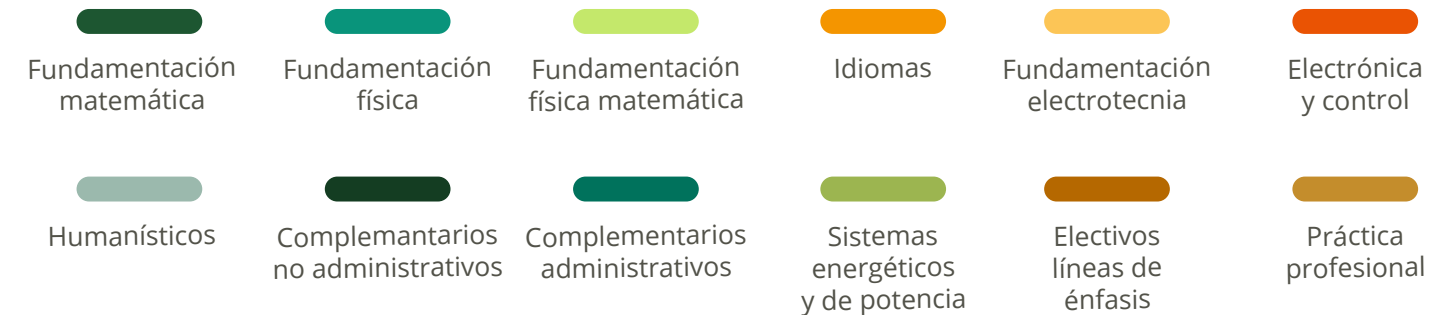 Fundamentación
matemática
Fundamentación
física
Fundamentación
física matemática
Idiomas
Fundamentación
electrotecnia
Electrónica
y control
Humanísticos
Complemantarios
no administrativos
Complementarios
administrativos
Sistemas
energéticos
y de potencia
Electivos
líneas de
énfasis
Práctica
profesional